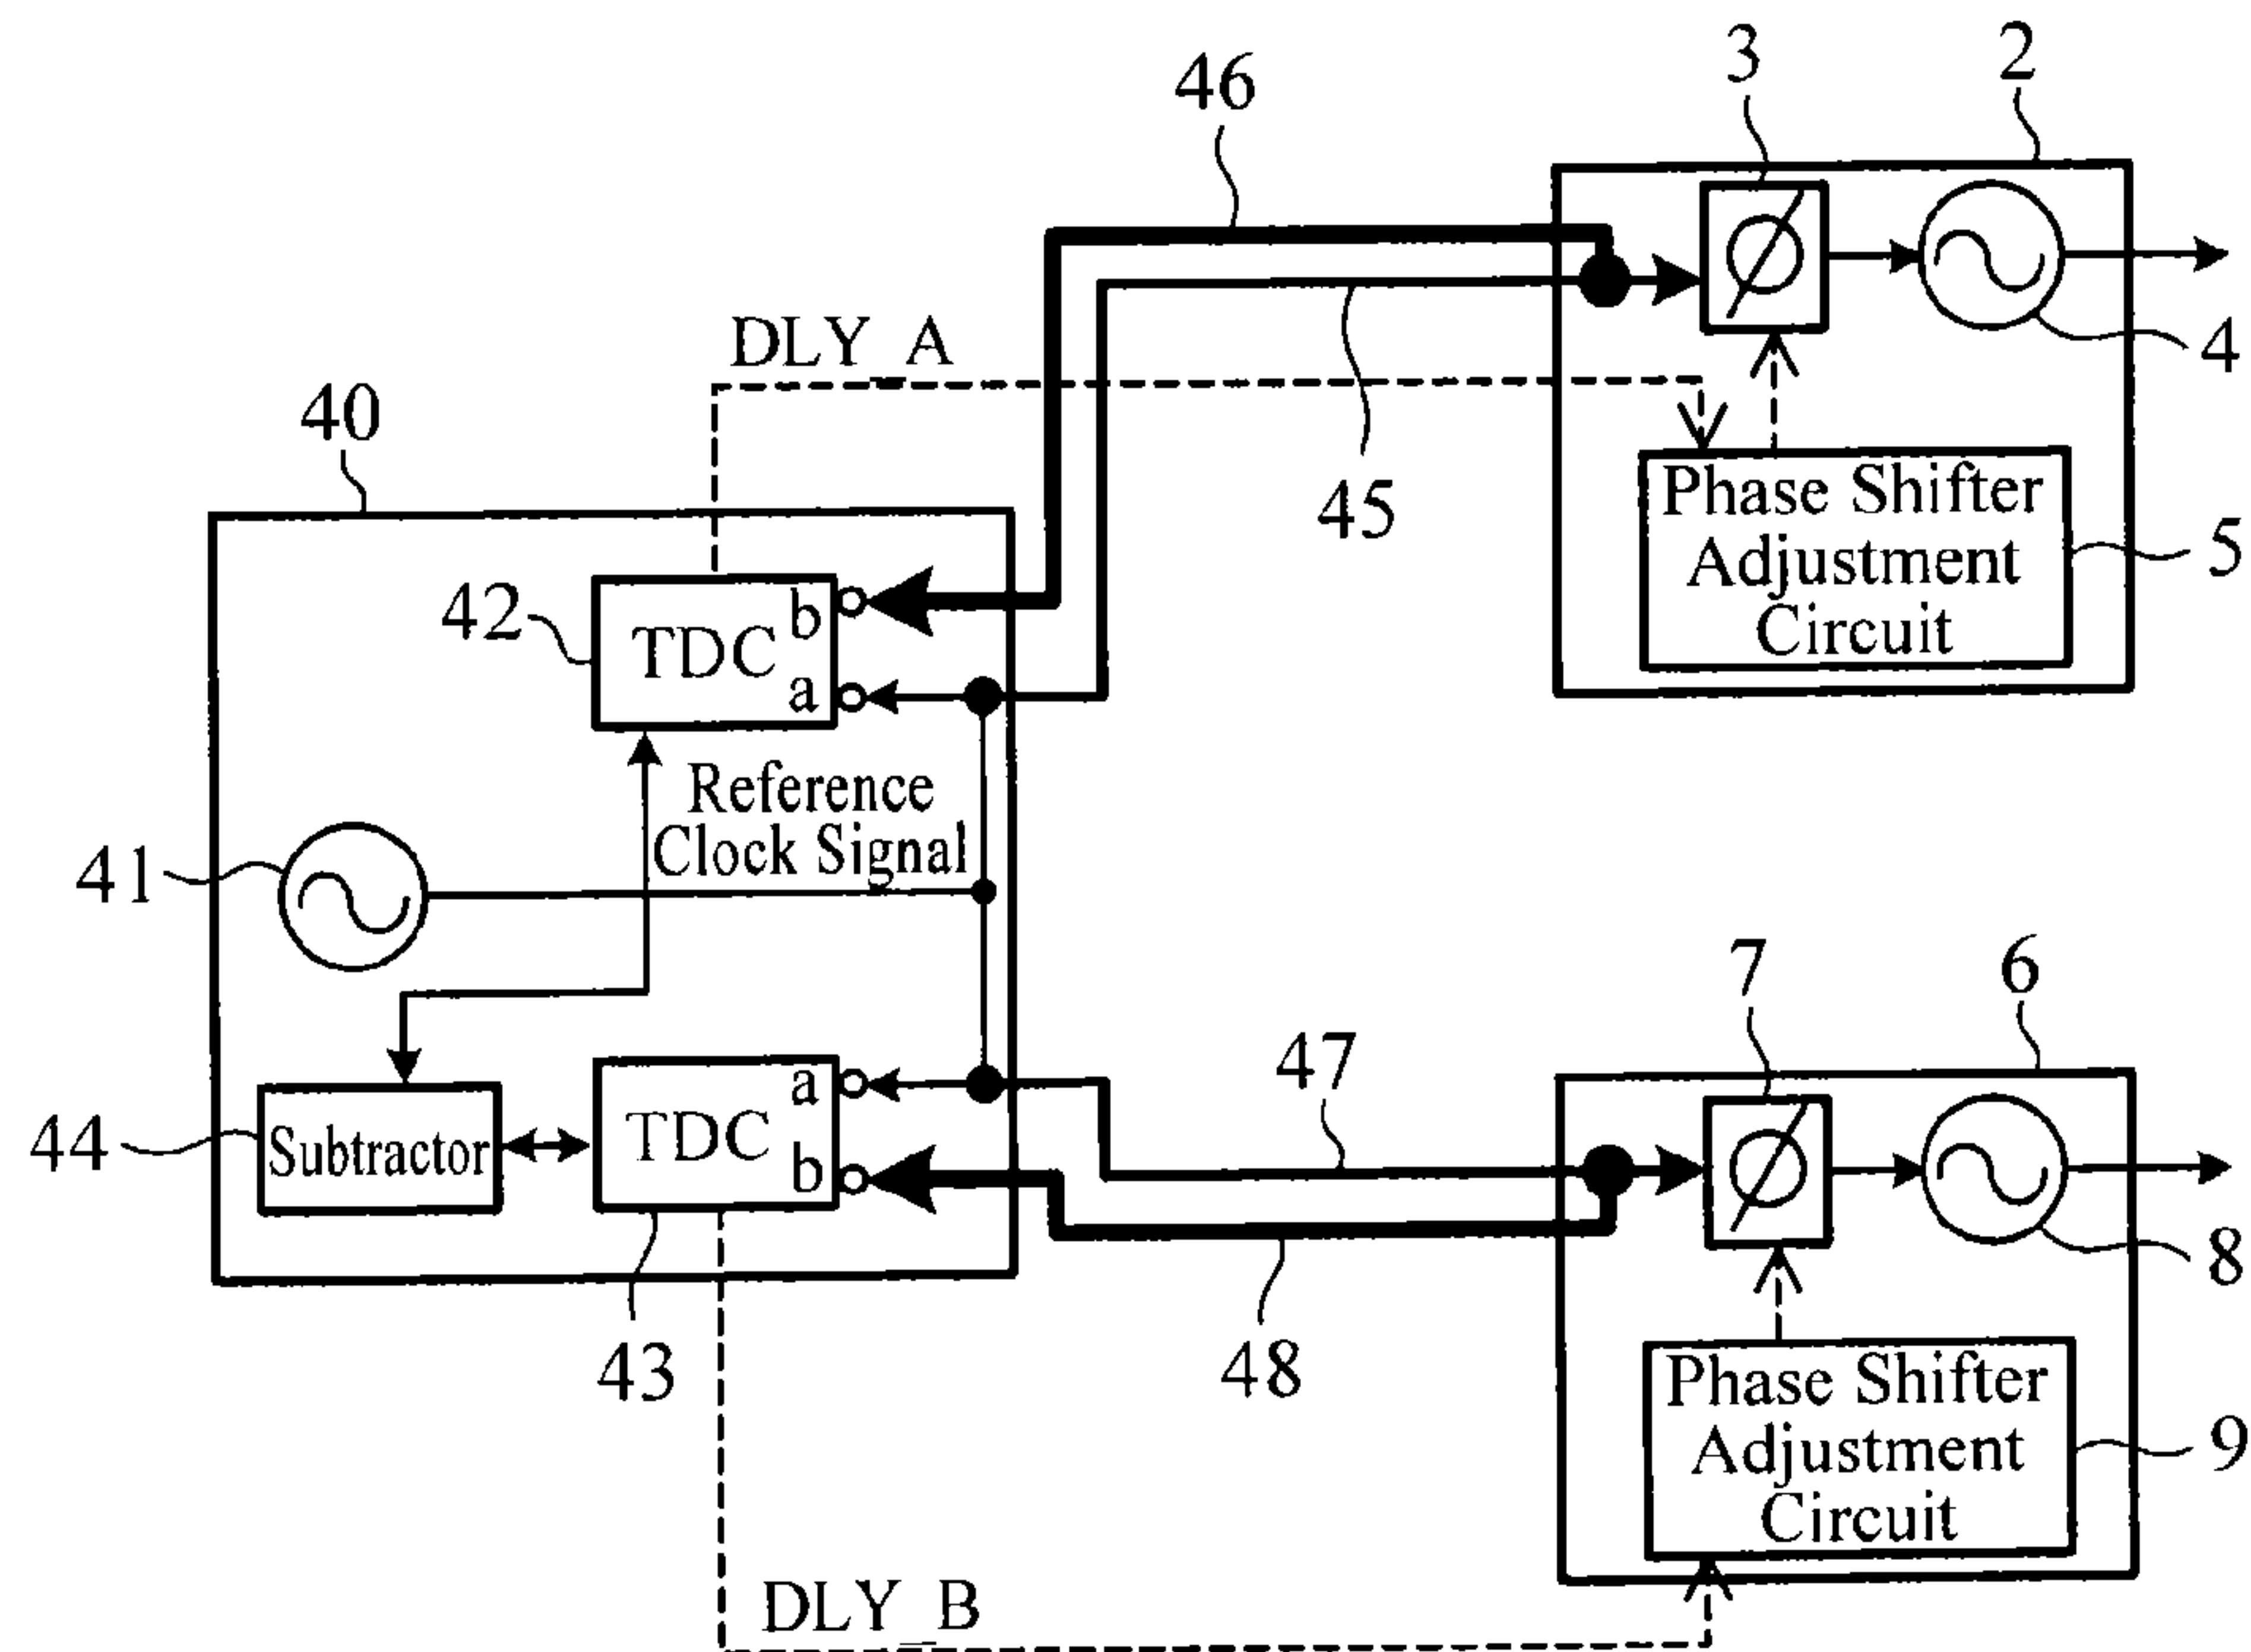 3
2
46
4
DLY_A
45
40
Phase Shifter
Adjustment
Circuit
5
42
TDC
b
a
Reference
Clock Signal
41
7
6
47
44
Subtractor
TDC
a
b
8
43
48
Phase Shifter
Adjustment
Circuit
9
DLY_B